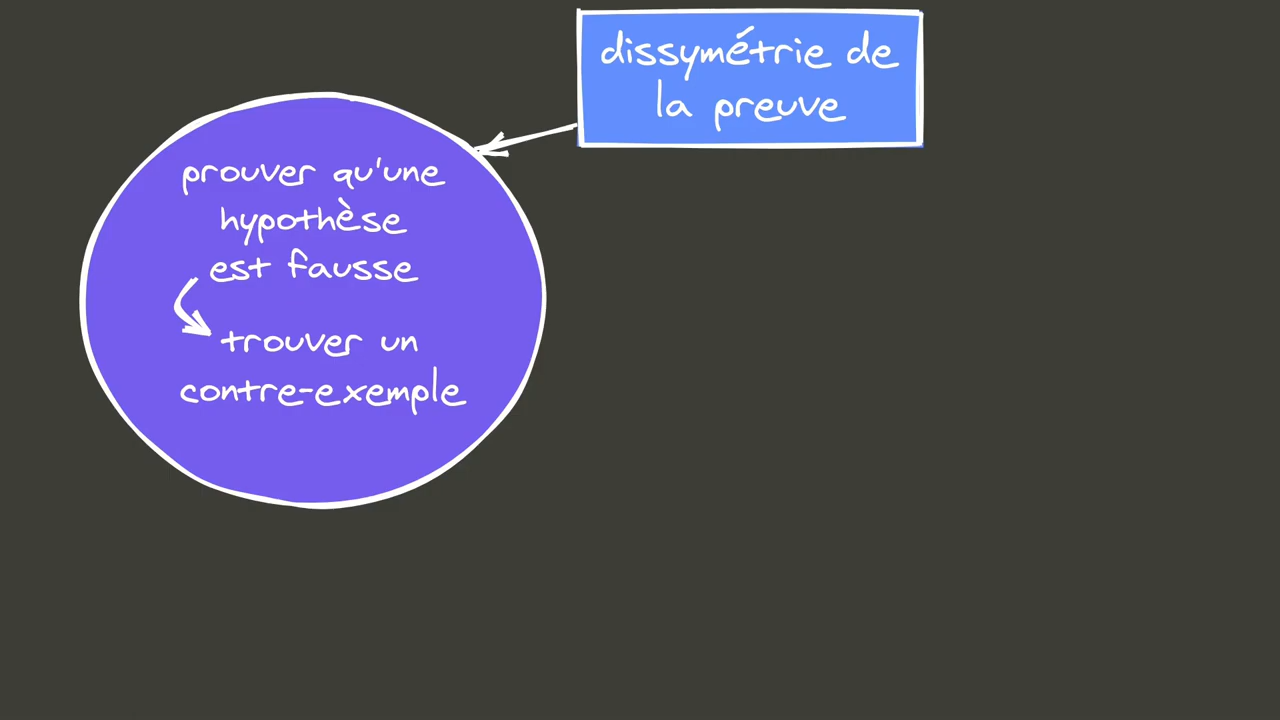 dissymétrie de
la preuve
prouver qu'une
hypothèse
est fausse
trouver un
contre-exemple